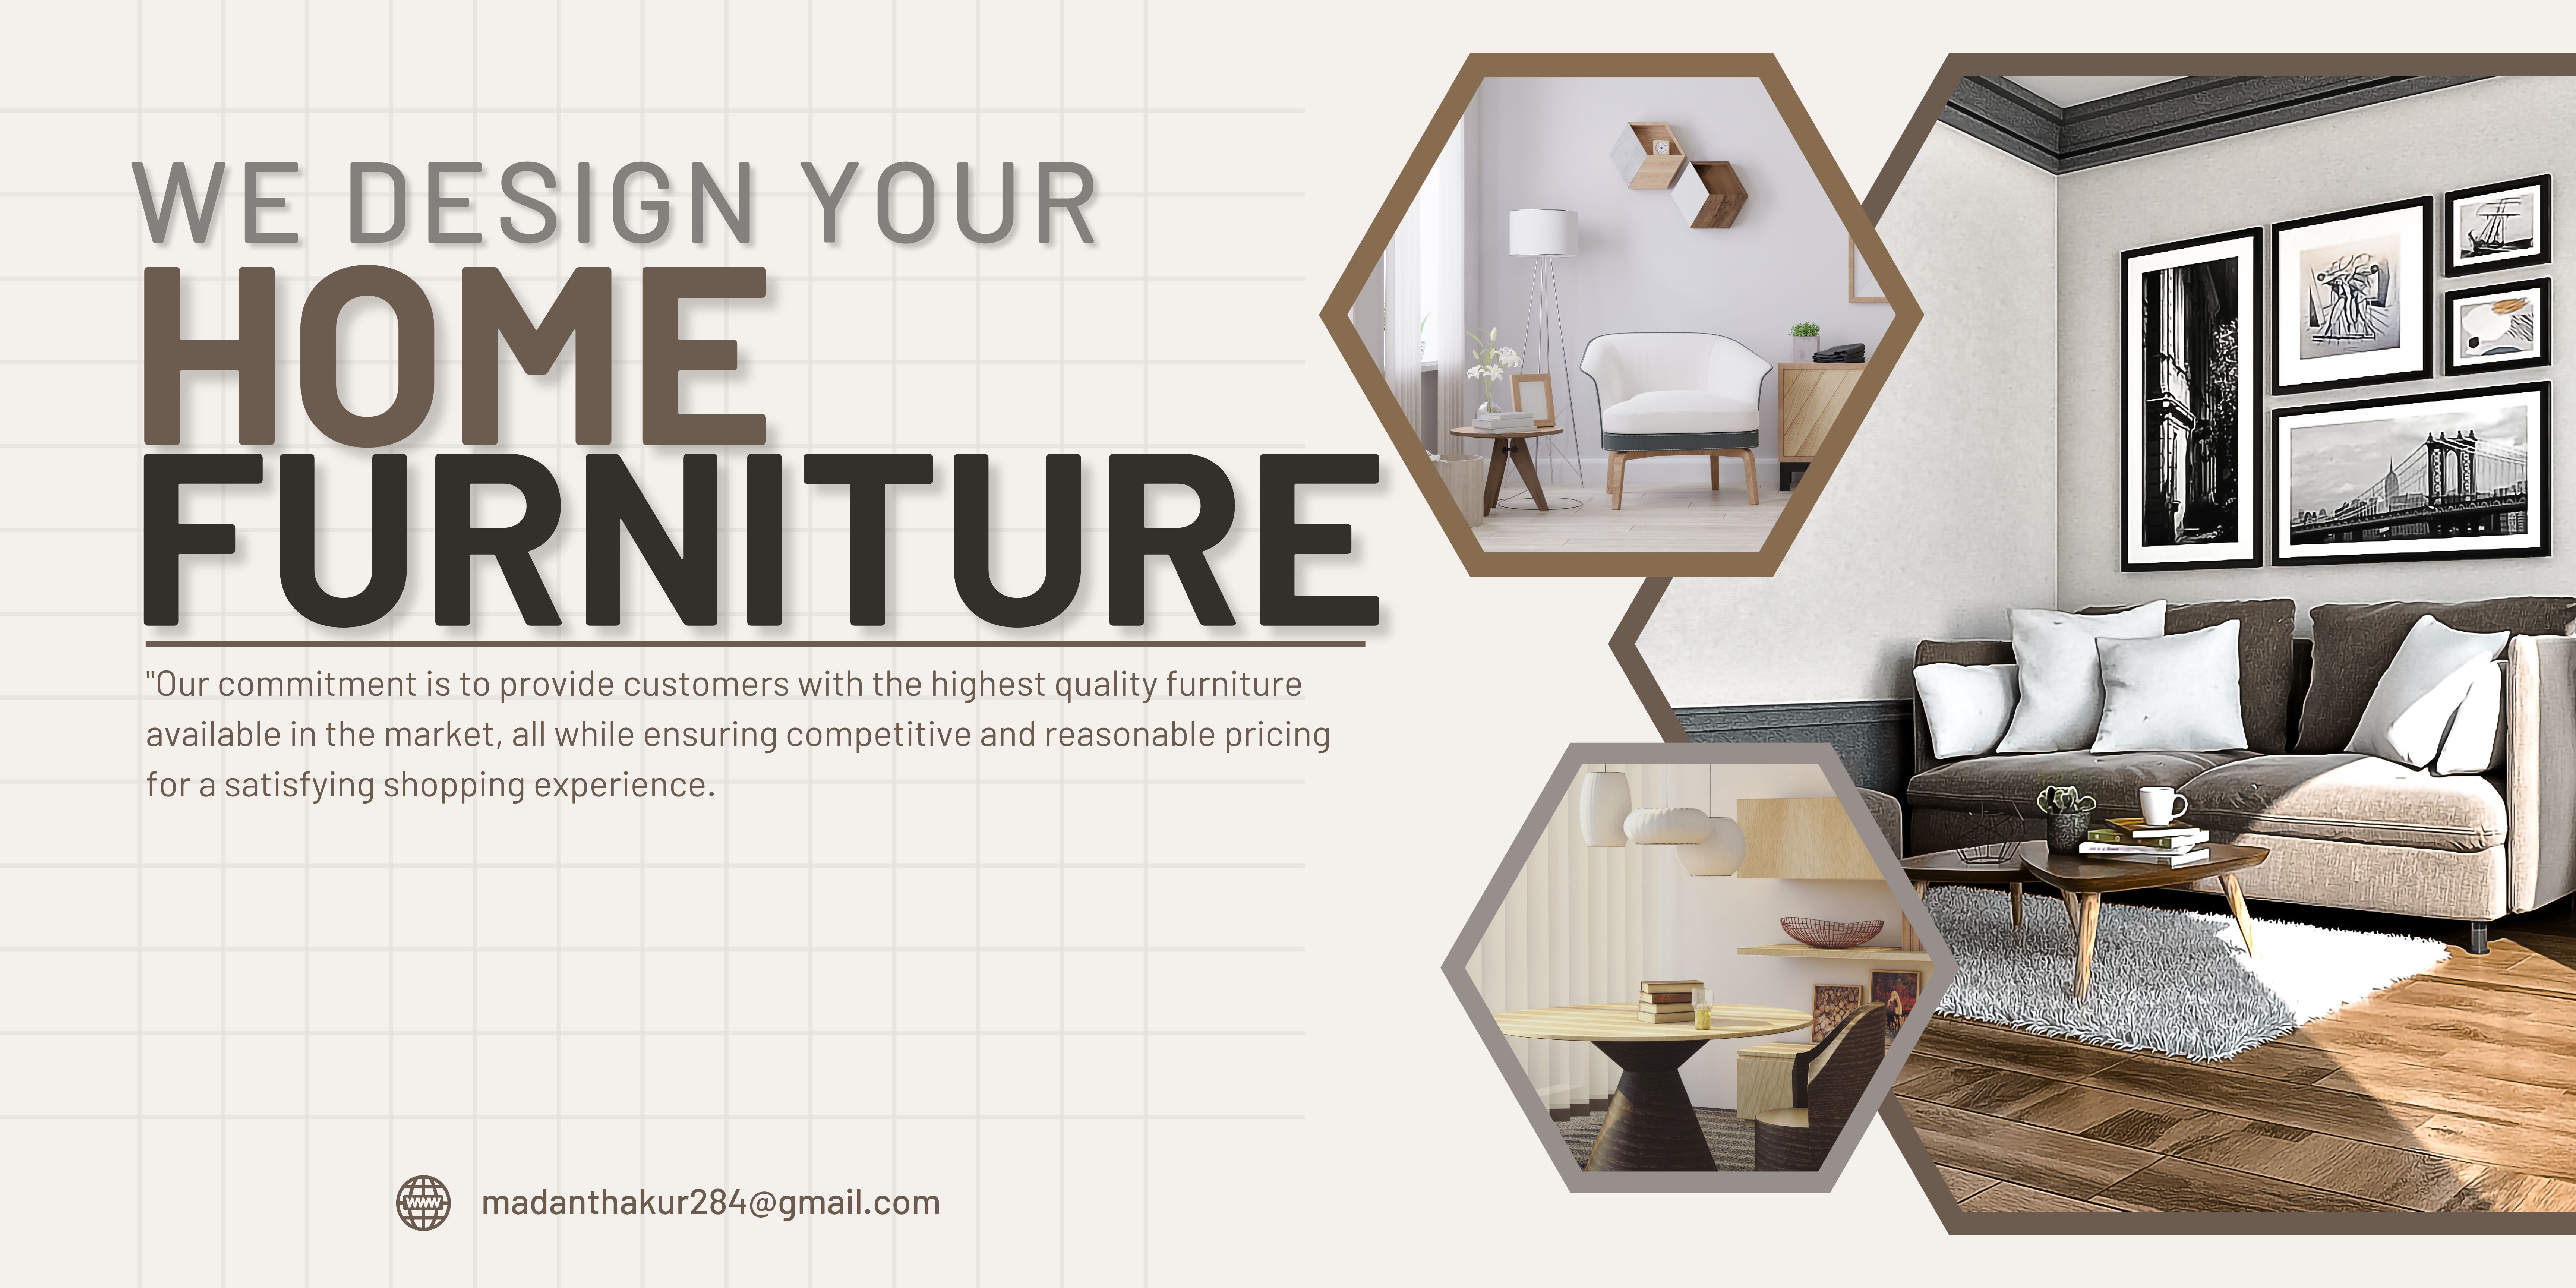 WE DESIGN YOUR
HOME
FURNITURE
"Our commitment is to provide customers with the highest quality furniture
available in the market, all while ensuring competitive and reasonable pricing
for a satisfying shopping experience.
www
madanthakur284@gmail.com